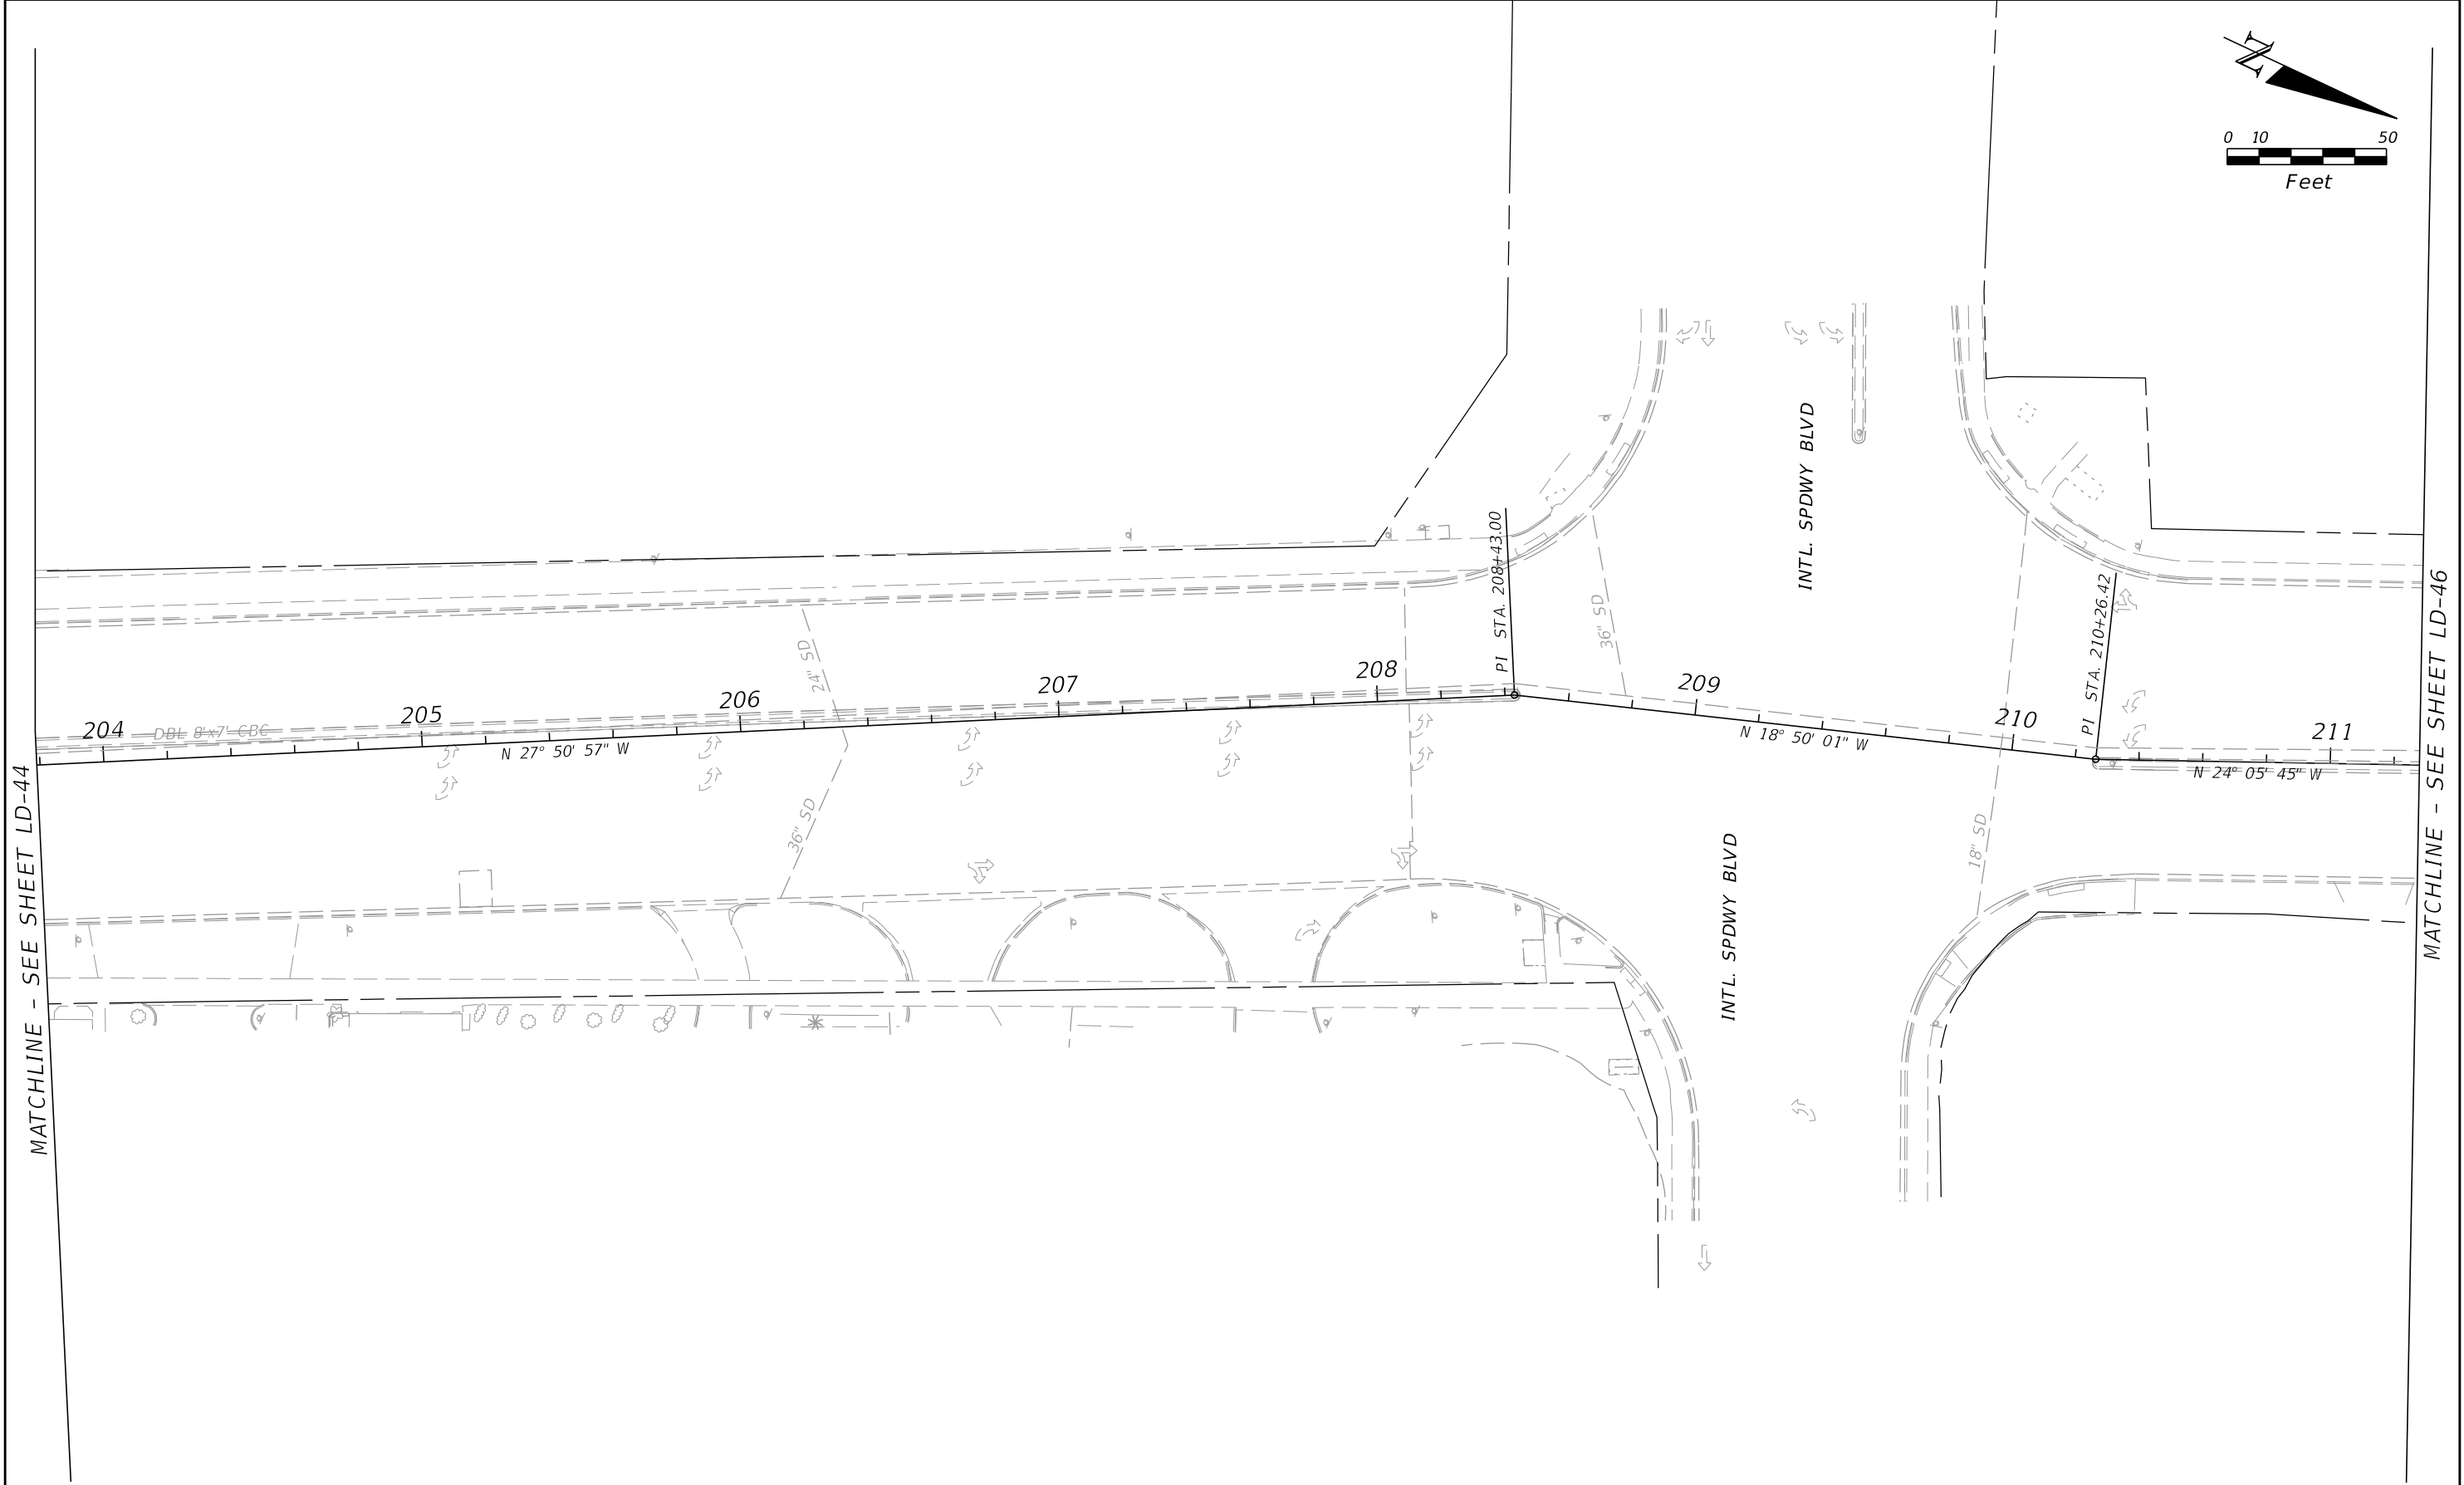 N
0 10 50
Feet
INTL. SPDWY BLVD
PI STA. 208+43.00
PI STA. 210+26.42
36" SD
24" SD
204 205 206 207 208 209 210 211
DBL 8'x7' CBC
N 27° 50' 57" W
N 18° 50' 01" W
N 24° 05' 45" W
36" SD
18" SD
INTL. SPDWY BLVD
MATCHLINE - SEE SHEET LD-44
MATCHLINE - SEE SHEET LD-46